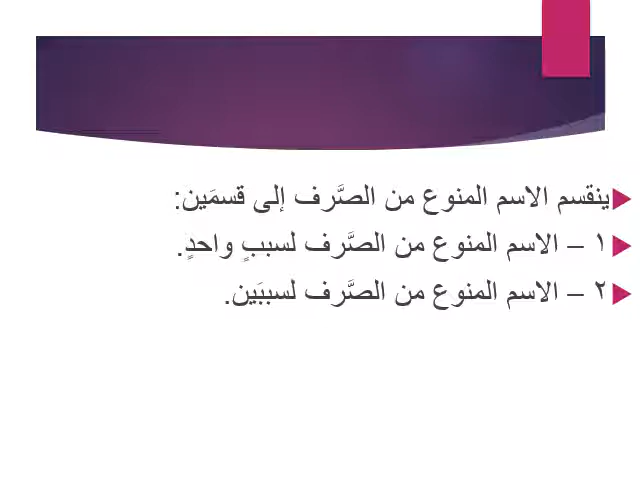 ينقسم الاسم المنوع من الصَّرف إلى قسمَين:
١ – الاسم المنوع من الصَّرف لسببٍ واحدٍ.
٢ – الاسم المنوع من الصَّرف لسببَين.